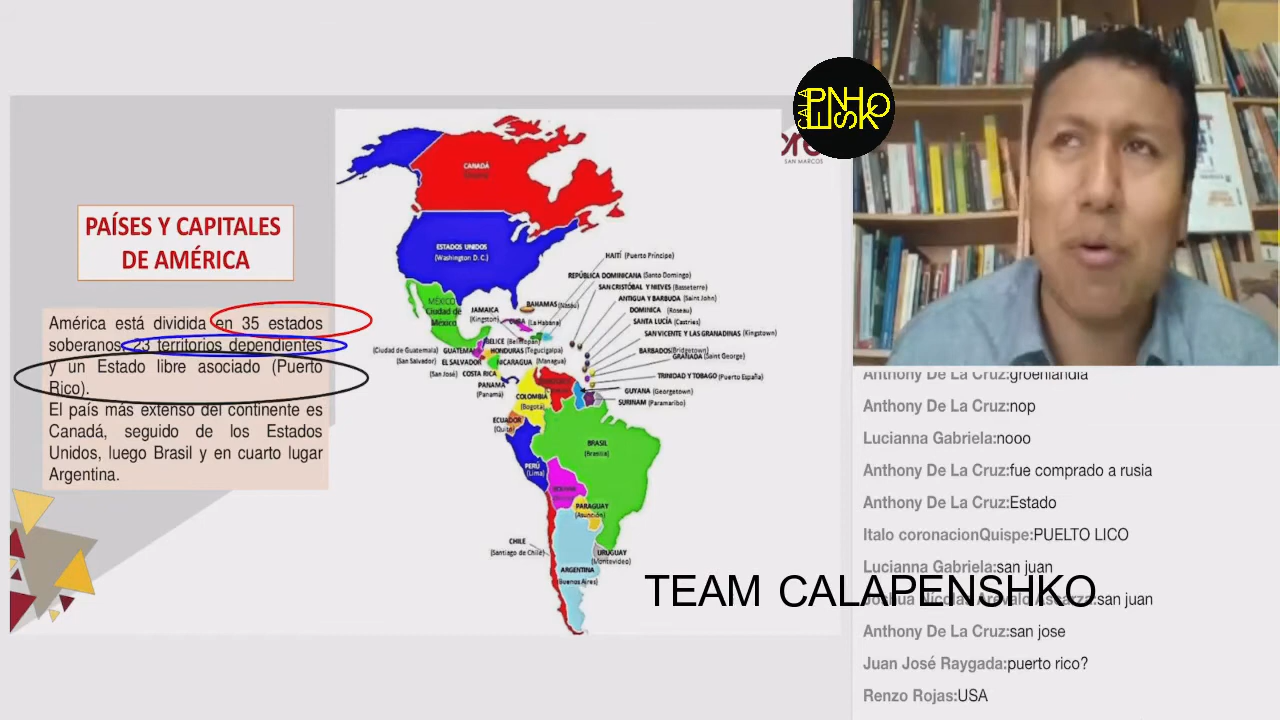 PAÍSES Y CAPITALES
DE AMÉRICA
América está dividida en 35 estados
soberanos, 23 territorios dependientes
y un Estado libre asociado (Puerto
Rico).
El país más extenso del continente es
Canadá, seguido de los Estados
Unidos, luego Brasil y en cuarto lugar
Argentina.
CANADÁ
ESTADOS UNIDOS
(Washington D.C.)
MÉXICO
Ciudad de
México
HAITÍ (Puerto Príncipe)
REPÚBLICA DOMINICANA (Santo Domingo)
SAN CRISTÓBAL Y NIEVES (Basseterre)
ANTIGUA Y BARBUDA (Saint John)
DOMINICA (Roseau)
SANTA LUCÍA (Castries)
SAN VICENTE Y LAS GRANADINAS (Kingstown)
BARBADOS (Bridgetown)
GRANADA (Saint George)
TRINIDAD Y TOBAGO (Puerto España)
GUYANA (Georgetown)
SURINAM (Paramaribo)
BAHAMAS (Nasáu)
JAMAICA
(Kingston)
CUBA (La Habana)
BELICE (Belmopán)
(Ciudad de Guatemala) GUATEMALA
HONDURAS (Tegucigalpa)
(San Salvador) EL SALVADOR
NICARAGUA (Managua)
(San José) COSTA RICA
PANAMÁ
(Panamá)
COLOMBIA
(Bogotá)
ECUADOR
(Quito)
PERÚ
(Lima)
BRASIL
(Brasilia)
PARAGUAY
(Asunción)
CHILE
(Santiago de Chile)
URUGUAY
(Montevideo)
ARGENTINA
(Buenos Aires)
CALA
PENSHKO
SAN MARCOS
TEAM CALAPENSHKO
Anthony De La Cruz:groenlandia
Anthony De La Cruz:nop
Lucianna Gabriela:nooo
Anthony De La Cruz:fue comprado a rusia
Anthony De La Cruz:Estado
Italo coronacionQuispe:PUELTO LICO
Lucianna Gabriela:san juan
Joshua Nicolas Arevalo Ascarza:san juan
Anthony De La Cruz:san jose
Juan José Raygada:puerto rico?
Renzo Rojas:USA